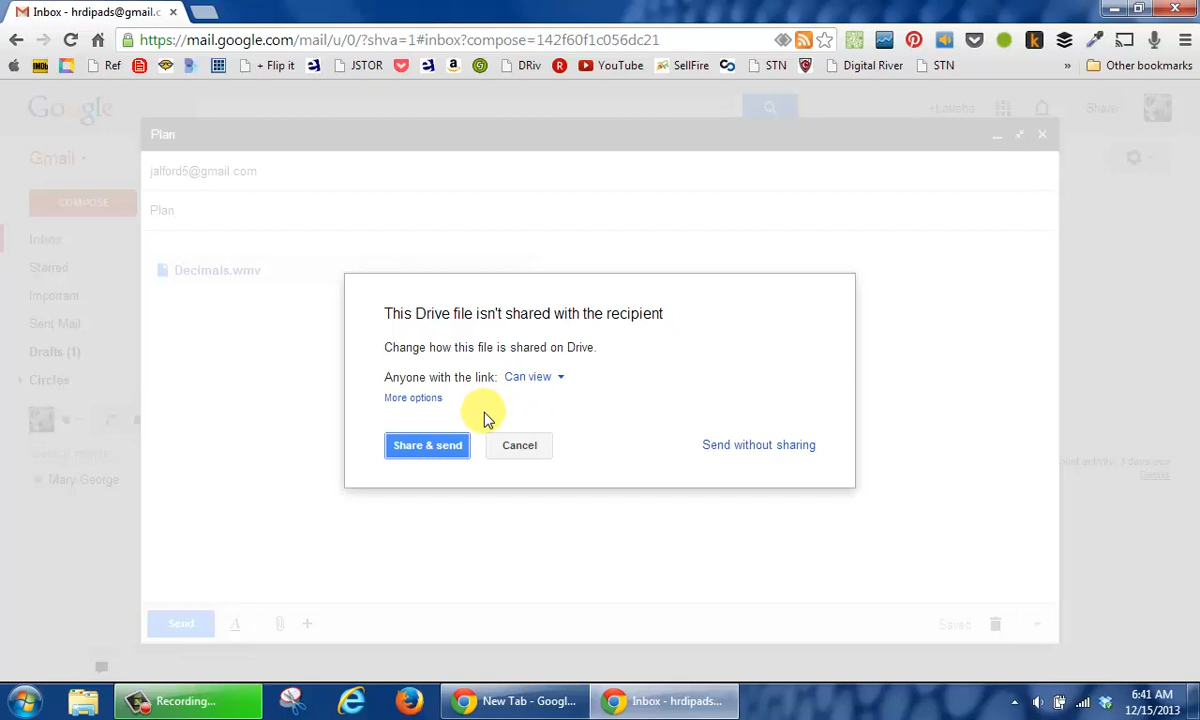 Inbox - hrdipads@gmail.c
https://mail.google.com/mail/u/0/?shva=1#inbox?compose=142f60f1c056dc21
Ref
+ Flip it
JSTOR
DRiv
YouTube
SellFire
STN
Digital River
STN
»
Other bookmarks
Google
+Lausha
Share
Plan
Gmail
jalford5@gmail.com
COMPOSE
Plan
Inbox
Starred
Decimals.wmv
Important
Sent Mail
Drafts (1)
Circles
This Drive file isn't shared with the recipient
Change how this file is shared on Drive.
Anyone with the link: Can view
More options
Share & send
Cancel
Send without sharing
Mary George
Details
Send
Saved
Recording...
New Tab - Googl...
Inbox - hrdipads...
6:41 AM
12/15/2013